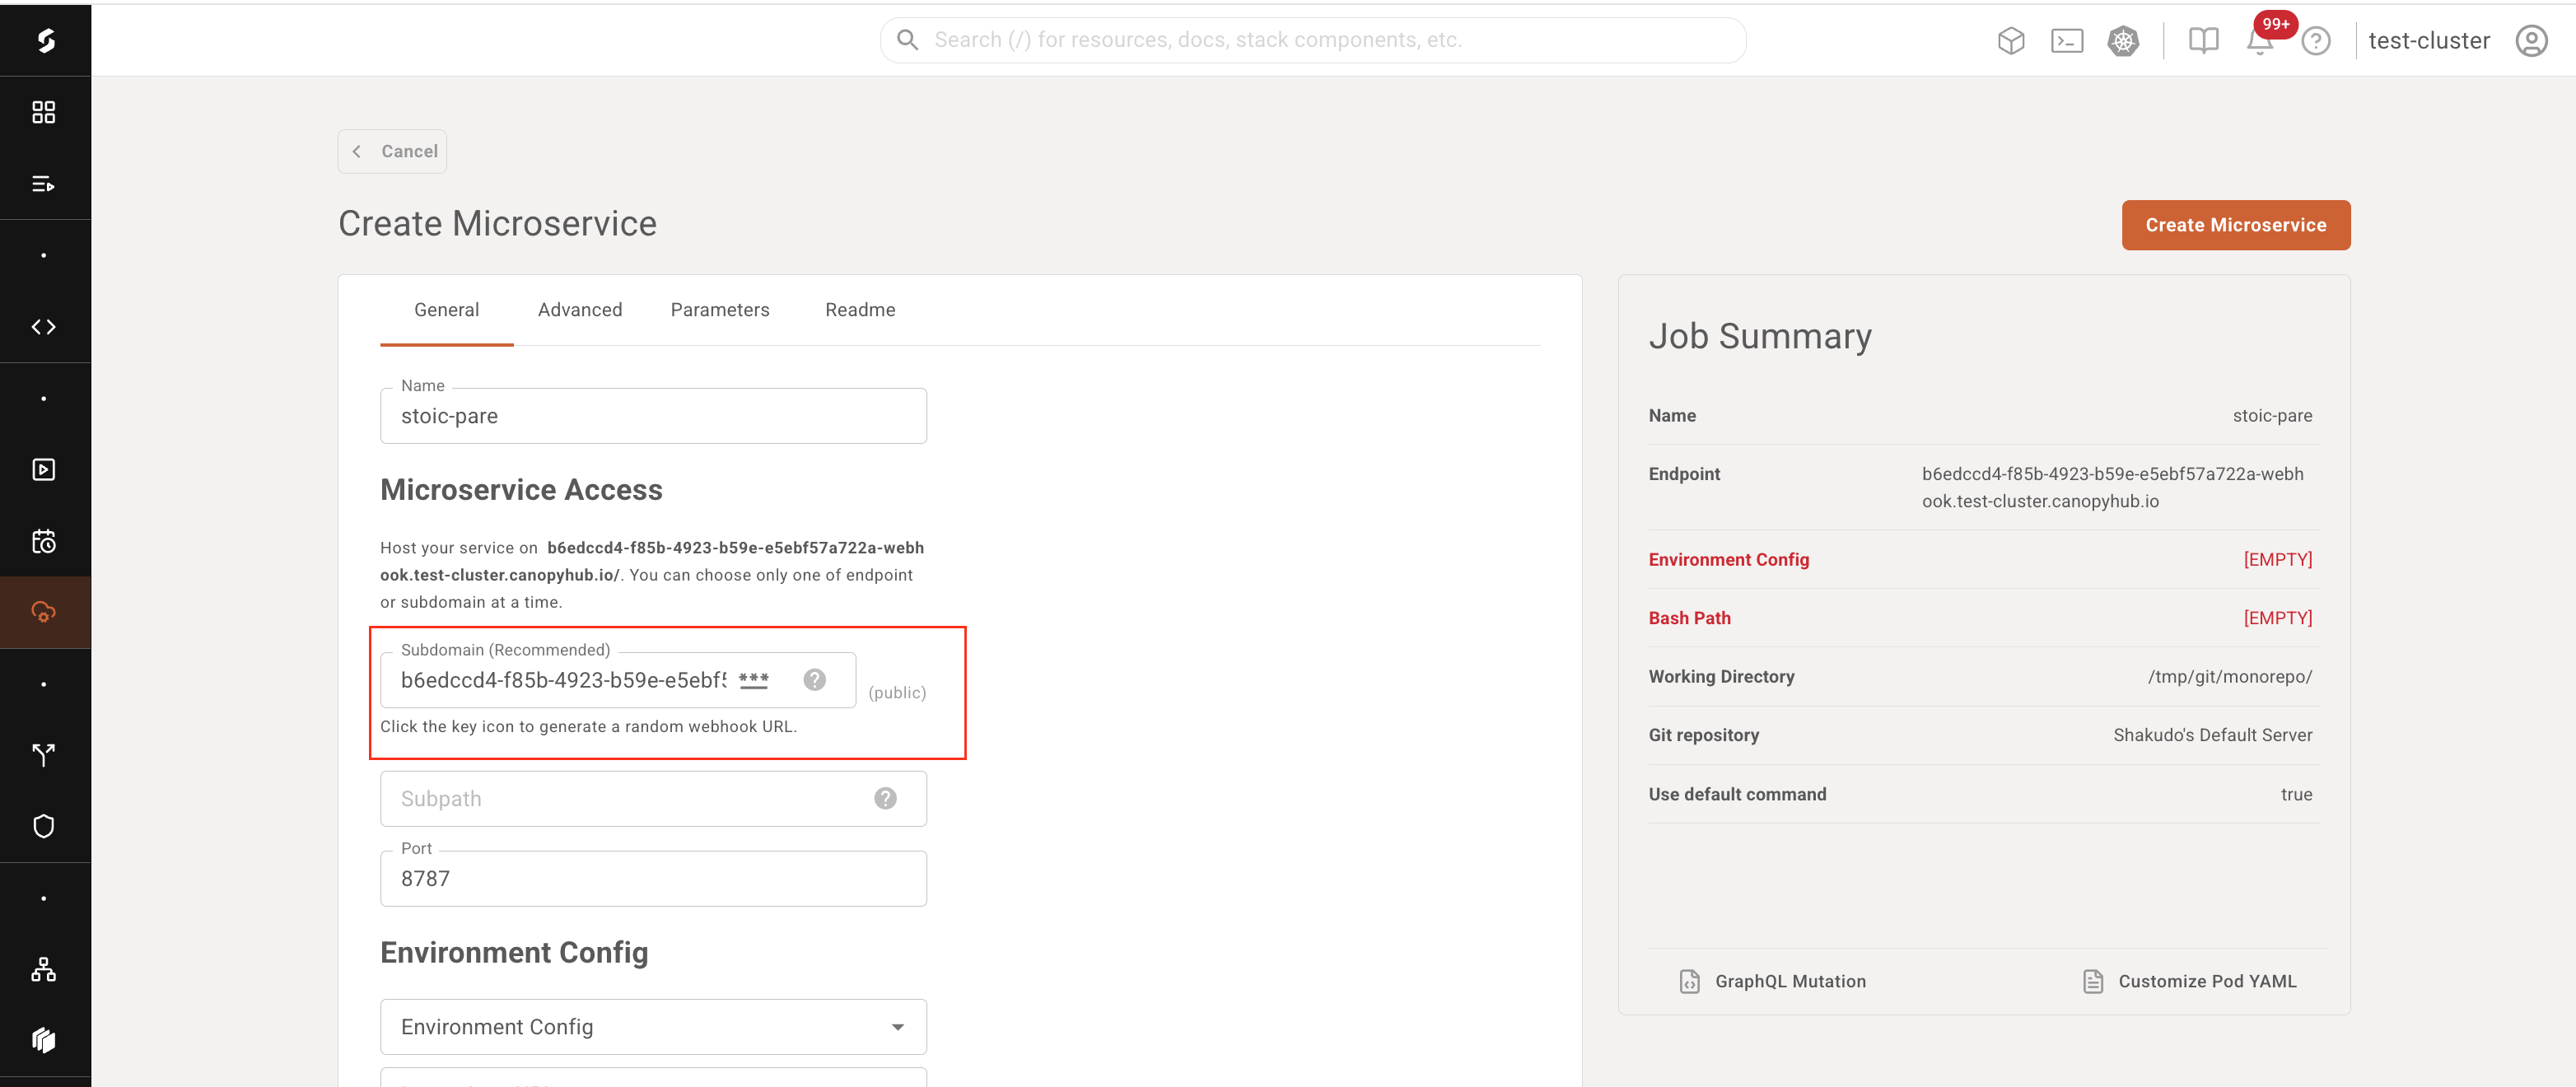 Search (/) for resources, docs, stack components, etc.
99+
test-cluster
Cancel
Create Microservice
Create Microservice
General Advanced Parameters Readme
Name
stoic-pare
Microservice Access
Host your service on b6edccd4-f85b-4923-b59e-e5ebf57a722a-webh
ook.test-cluster.canopyhub.io/. You can choose only one of endpoint
or subdomain at a time.
Subdomain (Recommended)
b6edccd4-f85b-4923-b59e-e5ebf5 ***
(public)
Click the key icon to generate a random webhook URL.
Subpath
Port
8787
Environment Config
Environment Config
Job Summary
Name stoic-pare
Endpoint b6edccd4-f85b-4923-b59e-e5ebf57a722a-webh
ook.test-cluster.canopyhub.io
Environment Config [EMPTY]
Bash Path [EMPTY]
Working Directory /tmp/git/monorepo/
Git repository Shakudo's Default Server
Use default command true
GraphQL Mutation Customize Pod YAML